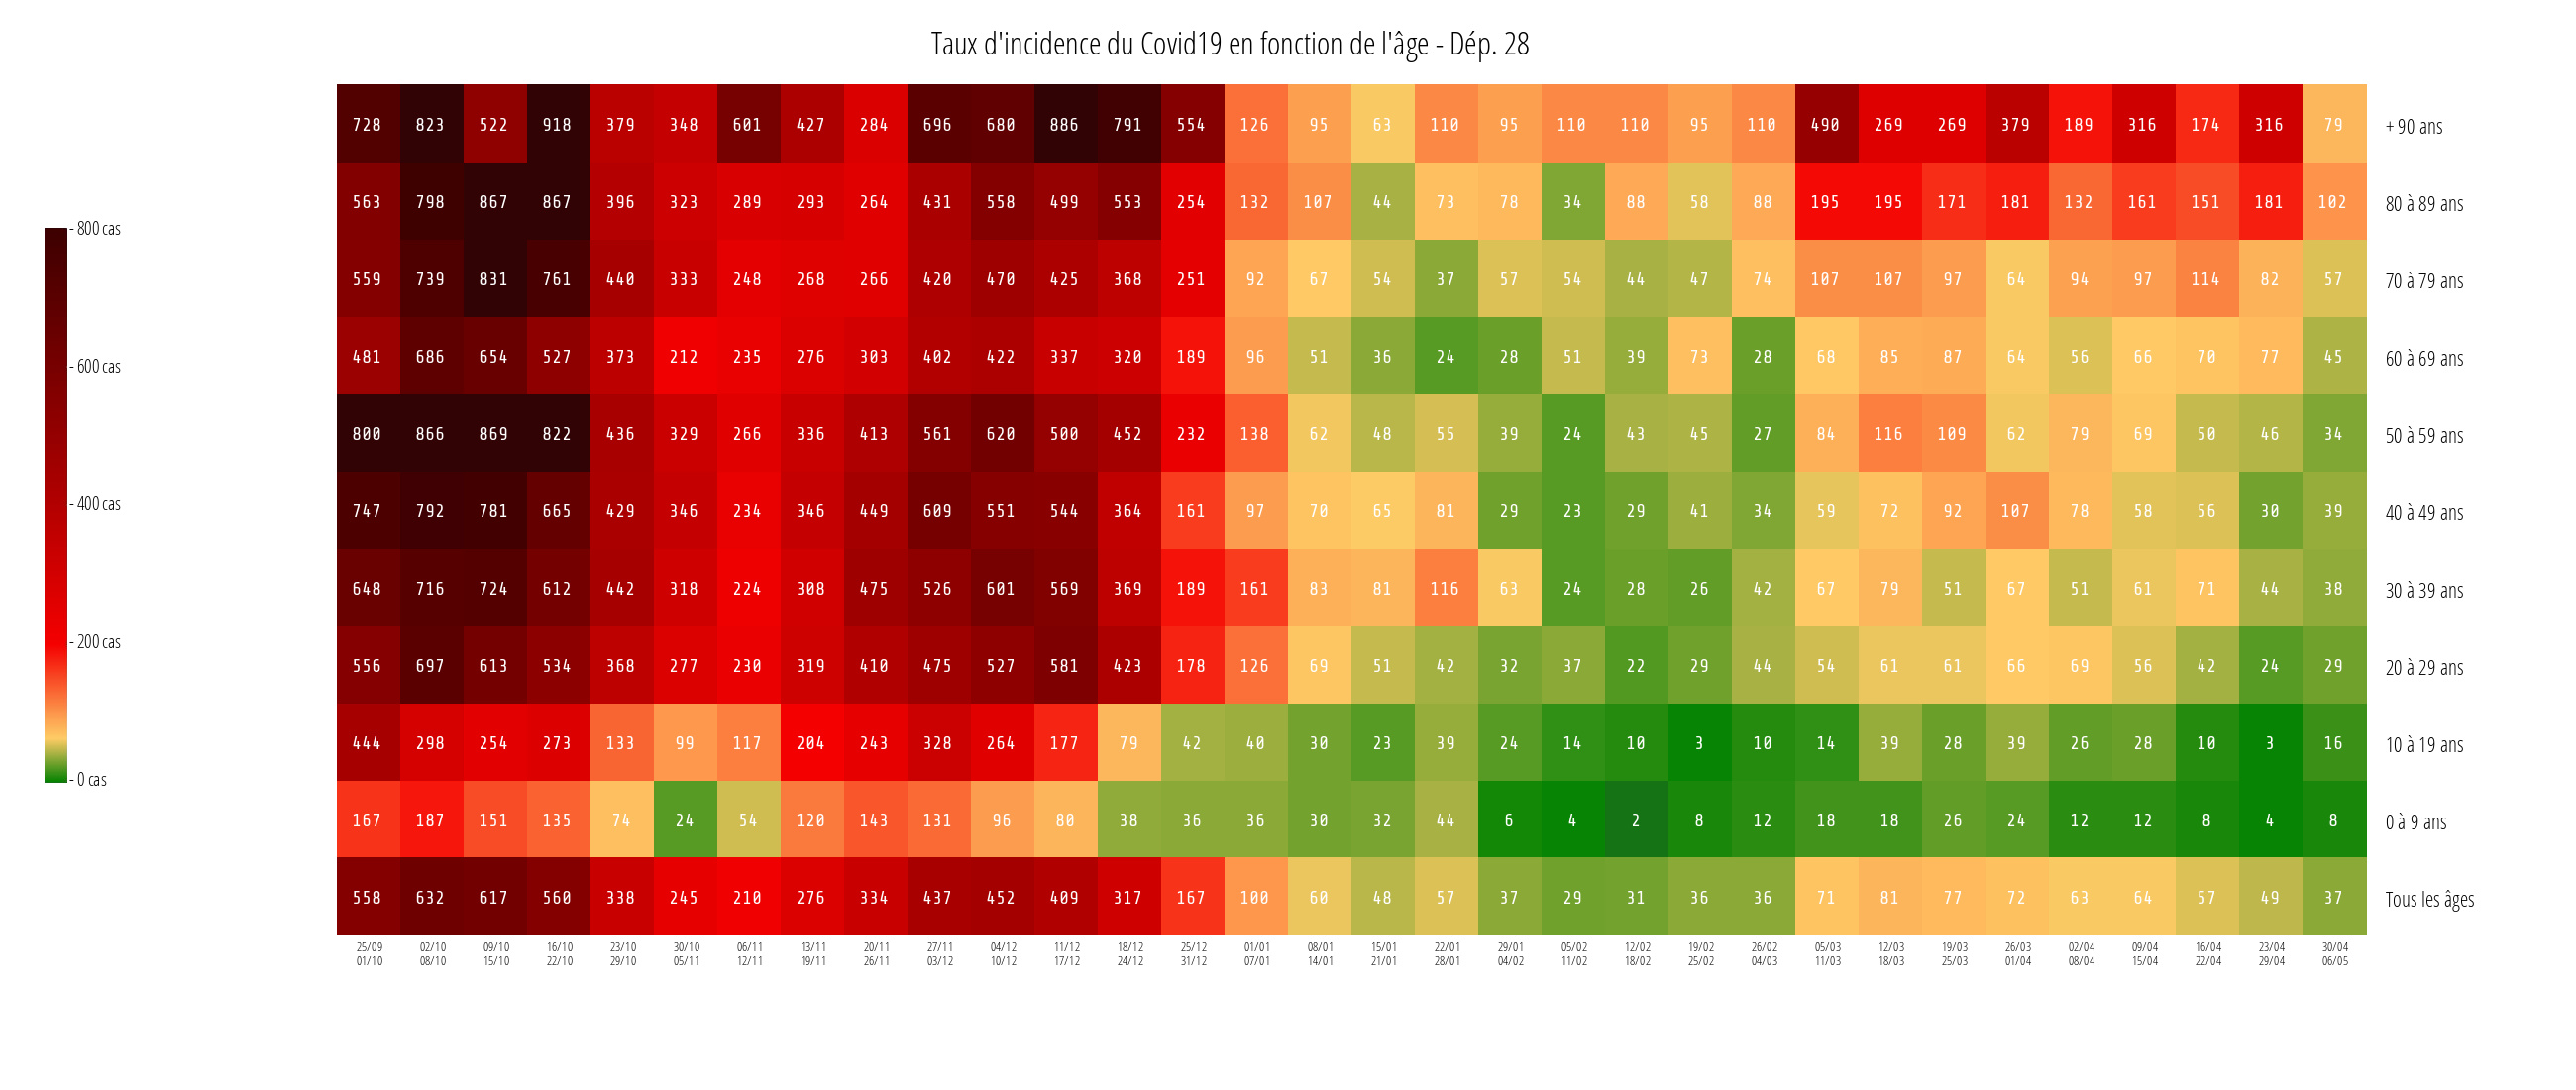 Taux d'incidence du Covid19 en fonction de l'âge - Dép. 28
728 823 522 918 379 348 601 427 284 696 680 886 791 554 126 95 63 110 95 110 110 95 110 490 269 269 379 189 316 174 316 79 + 90 ans
563 798 867 867 396 323 289 293 264 431 558 499 553 254 132 107 44 73 78 34 88 58 88 195 195 171 181 132 161 151 181 102 80 à 89 ans
559 739 831 761 440 333 248 268 266 420 470 425 368 251 92 67 54 37 57 54 44 47 74 107 107 97 64 94 97 114 82 57 70 à 79 ans
481 686 654 527 373 212 235 276 303 402 422 337 320 189 96 51 36 24 28 51 39 73 28 68 85 87 64 56 66 70 77 45 60 à 69 ans
800 866 869 822 436 329 266 336 413 561 620 500 452 232 138 62 48 55 39 24 43 45 27 84 116 109 62 79 69 50 46 34 50 à 59 ans
747 792 781 665 429 346 234 346 449 609 551 544 364 161 97 70 65 81 29 23 29 41 34 59 72 92 107 78 58 56 30 39 40 à 49 ans
648 716 724 612 442 318 224 308 475 526 601 569 369 189 161 83 81 116 63 24 28 26 42 67 79 51 67 51 61 71 44 38 30 à 39 ans
556 697 613 534 368 277 230 319 410 475 527 581 423 178 126 69 51 42 32 37 22 29 44 54 61 61 66 69 56 42 24 29 20 à 29 ans
444 298 254 273 133 99 117 204 243 328 264 177 79 42 40 30 23 39 24 14 10 3 10 14 39 28 39 26 28 10 3 16 10 à 19 ans
167 187 151 135 74 24 54 120 143 131 96 80 38 36 36 30 32 44 6 4 2 8 12 18 18 26 24 12 12 8 4 8 0 à 9 ans
558 632 617 560 338 245 210 276 334 437 452 409 317 167 100 60 48 57 37 29 31 36 36 71 81 77 72 63 64 57 49 37 Tous les âges
25/09 02/10 09/10 16/10 23/10 30/10 06/11 13/11 20/11 27/11 04/12 11/12 18/12 25/12 01/01 08/01 15/01 22/01 29/01 05/02 12/02 19/02 26/02 05/03 12/03 19/03 26/03 02/04 09/04 16/04 23/04 30/04
01/10 08/10 15/10 22/10 29/10 05/11 12/11 19/11 26/11 03/12 10/12 17/12 24/12 31/12 07/01 14/01 21/01 28/01 04/02 11/02 18/02 25/02 04/03 11/03 18/03 25/03 01/04 08/04 15/04 22/04 29/04 06/05
- 800 cas
- 600 cas
- 400 cas
- 200 cas
- 0 cas